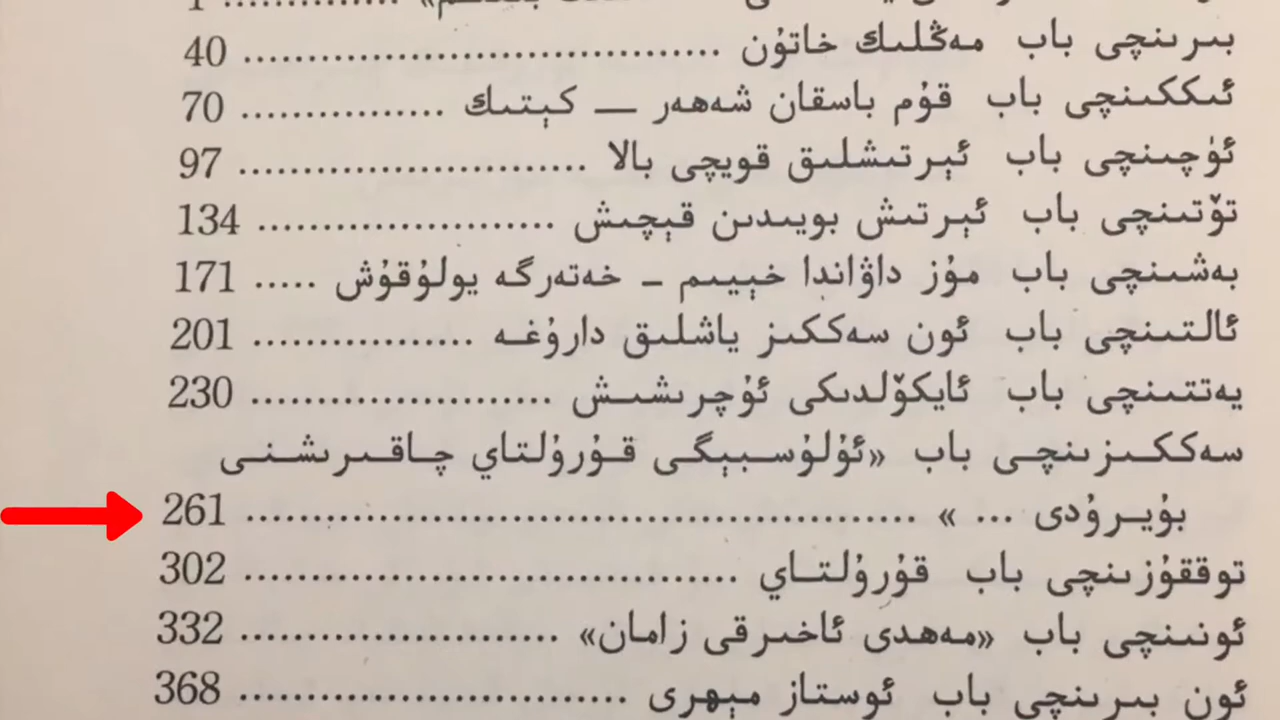 بىرىنچى باب مەڭلىك خاتۇن ........................................ 40
ئىككىنچى باب قۇم باسقان شەھەر — كېتىك ................ 70
ئۈچىنچى باب ئېرتىشلىق قويچى بالا ........................... 97
تۆتىنچى باب ئېرتىش بويىدىن قېچىش ....................... 134
بەشىنچى باب مۇز داۋاندا خېيىم - خەتەرگە يولۇقۇش ..... 171
ئالتىنچى باب ئون سەككىز ياشلىق دارۇغە ................. 201
يەتتىنچى باب ئايكۆلدىكى ئۇچرىشىش ....................... 230
سەككىزىنچى باب «ئۇلۇسبېگى قۇرۇلتاي چاقىرىشنى
بۇيرۇدى ... » .................................................. 261
توققۇزىنچى باب قۇرۇلتاي ..................................... 302
ئونىنچى باب «مەھدى ئاخىرقى زامان» ........................ 332
ئون بىرىنچى باب ئوستاز مېھرى .............................. 368